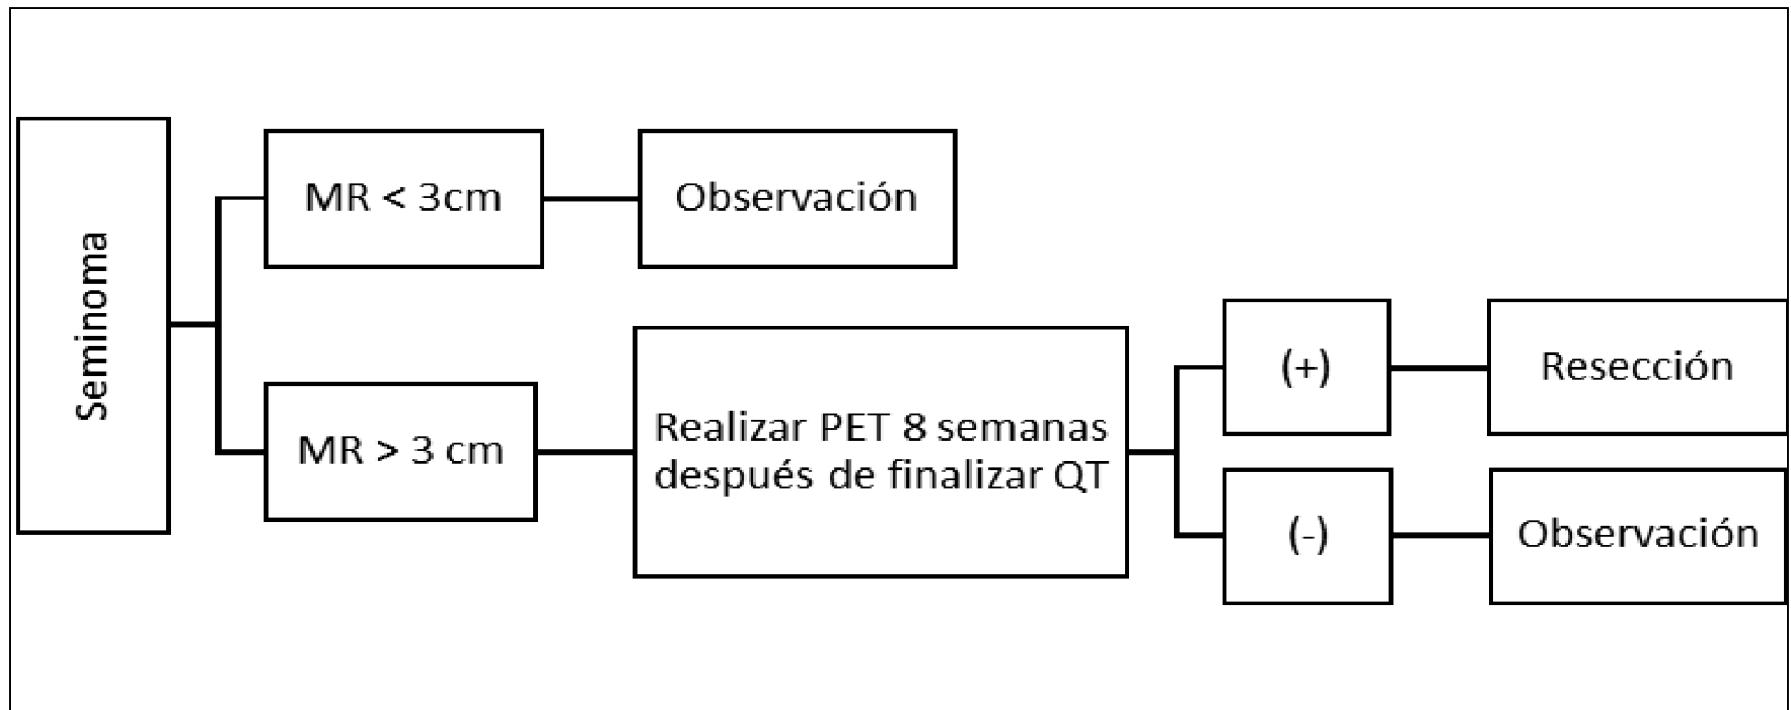 Seminoma
MR < 3cm
Observación
MR > 3 cm
Realizar PET 8 semanas
después de finalizar QT
(+)
Resección
(-)
Observación